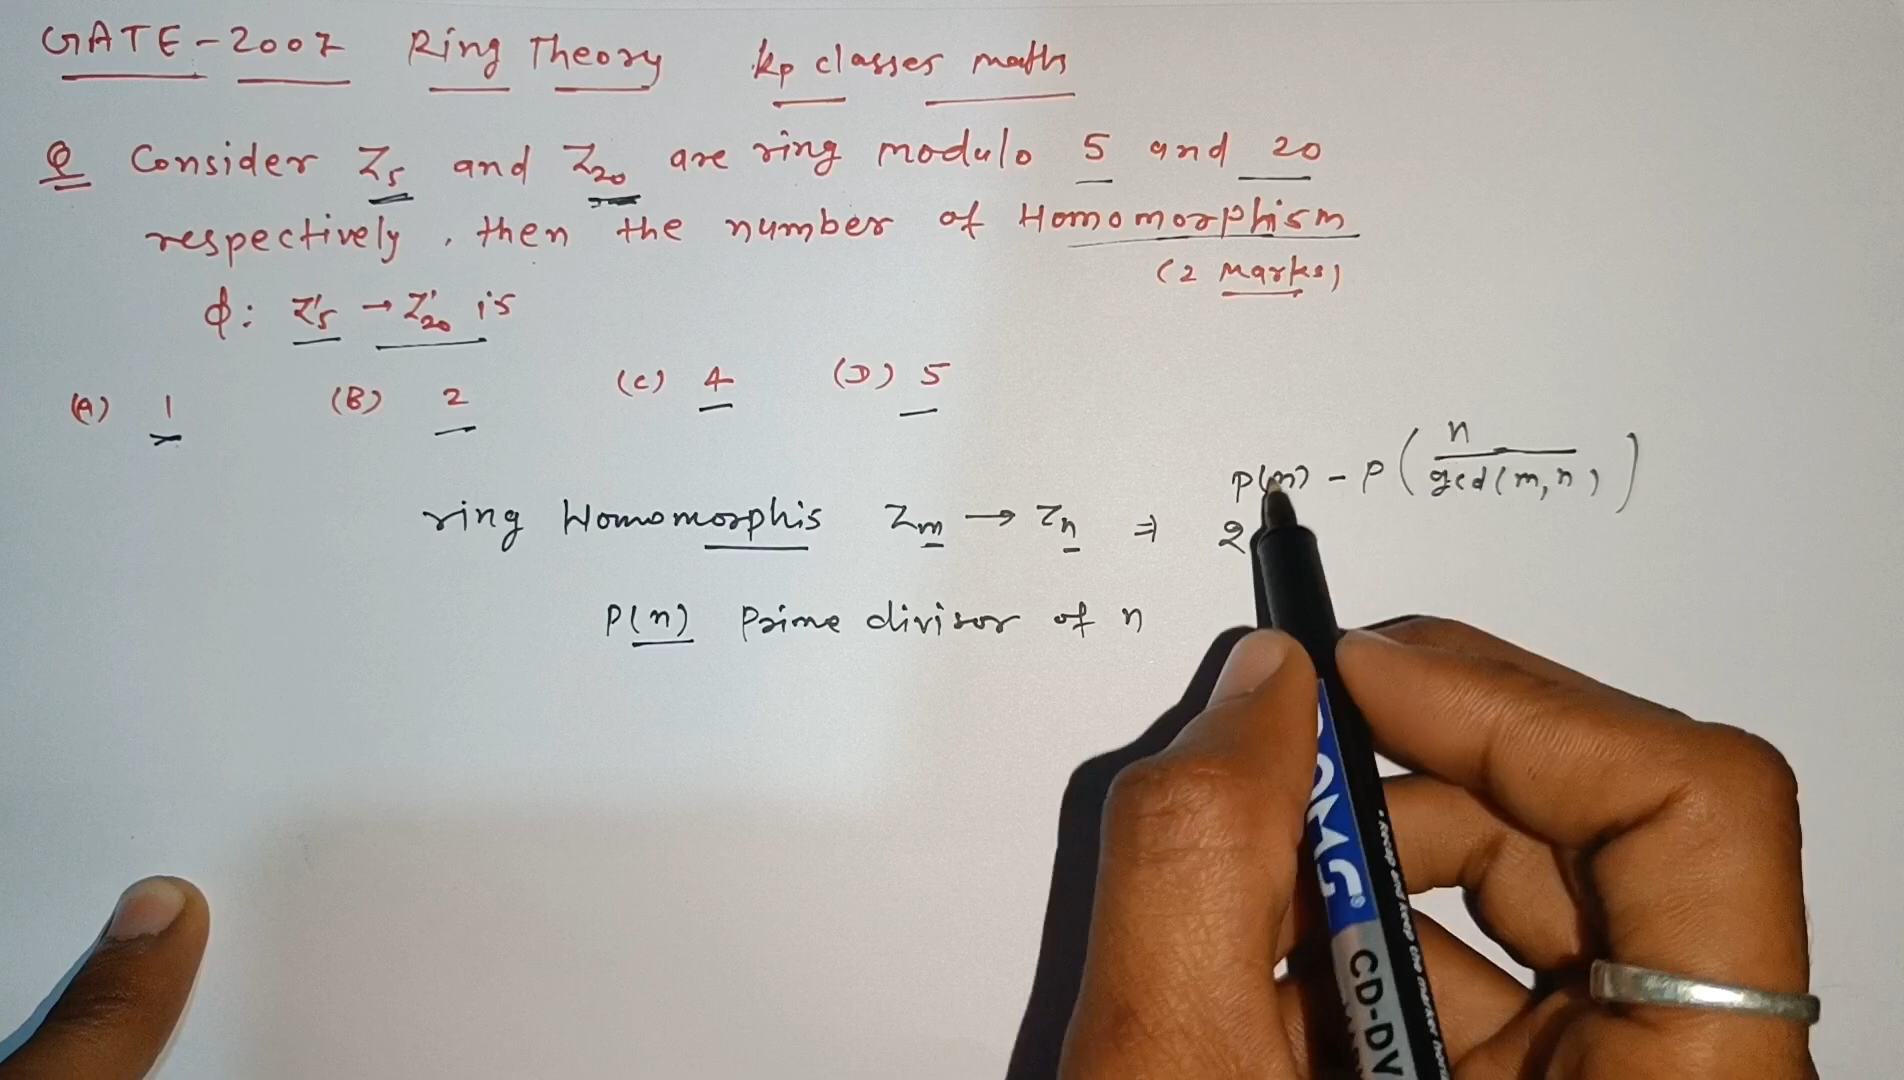 GATE-2007 Ring Theory kp classes maths
Q Consider Z5 and Z20 are ring modulo 5 and 20
respectively, then the number of Homomorphism
(2 Marks)
ϕ: Z5 → Z20 is
(A) 1 (B) 2 (C) 4 (D) 5
ring Homomorphis Zm → Zn ⇒ 2^P(n) - P(n/gcd(m,n))
P(n) Prime divisor of n
CD-DV